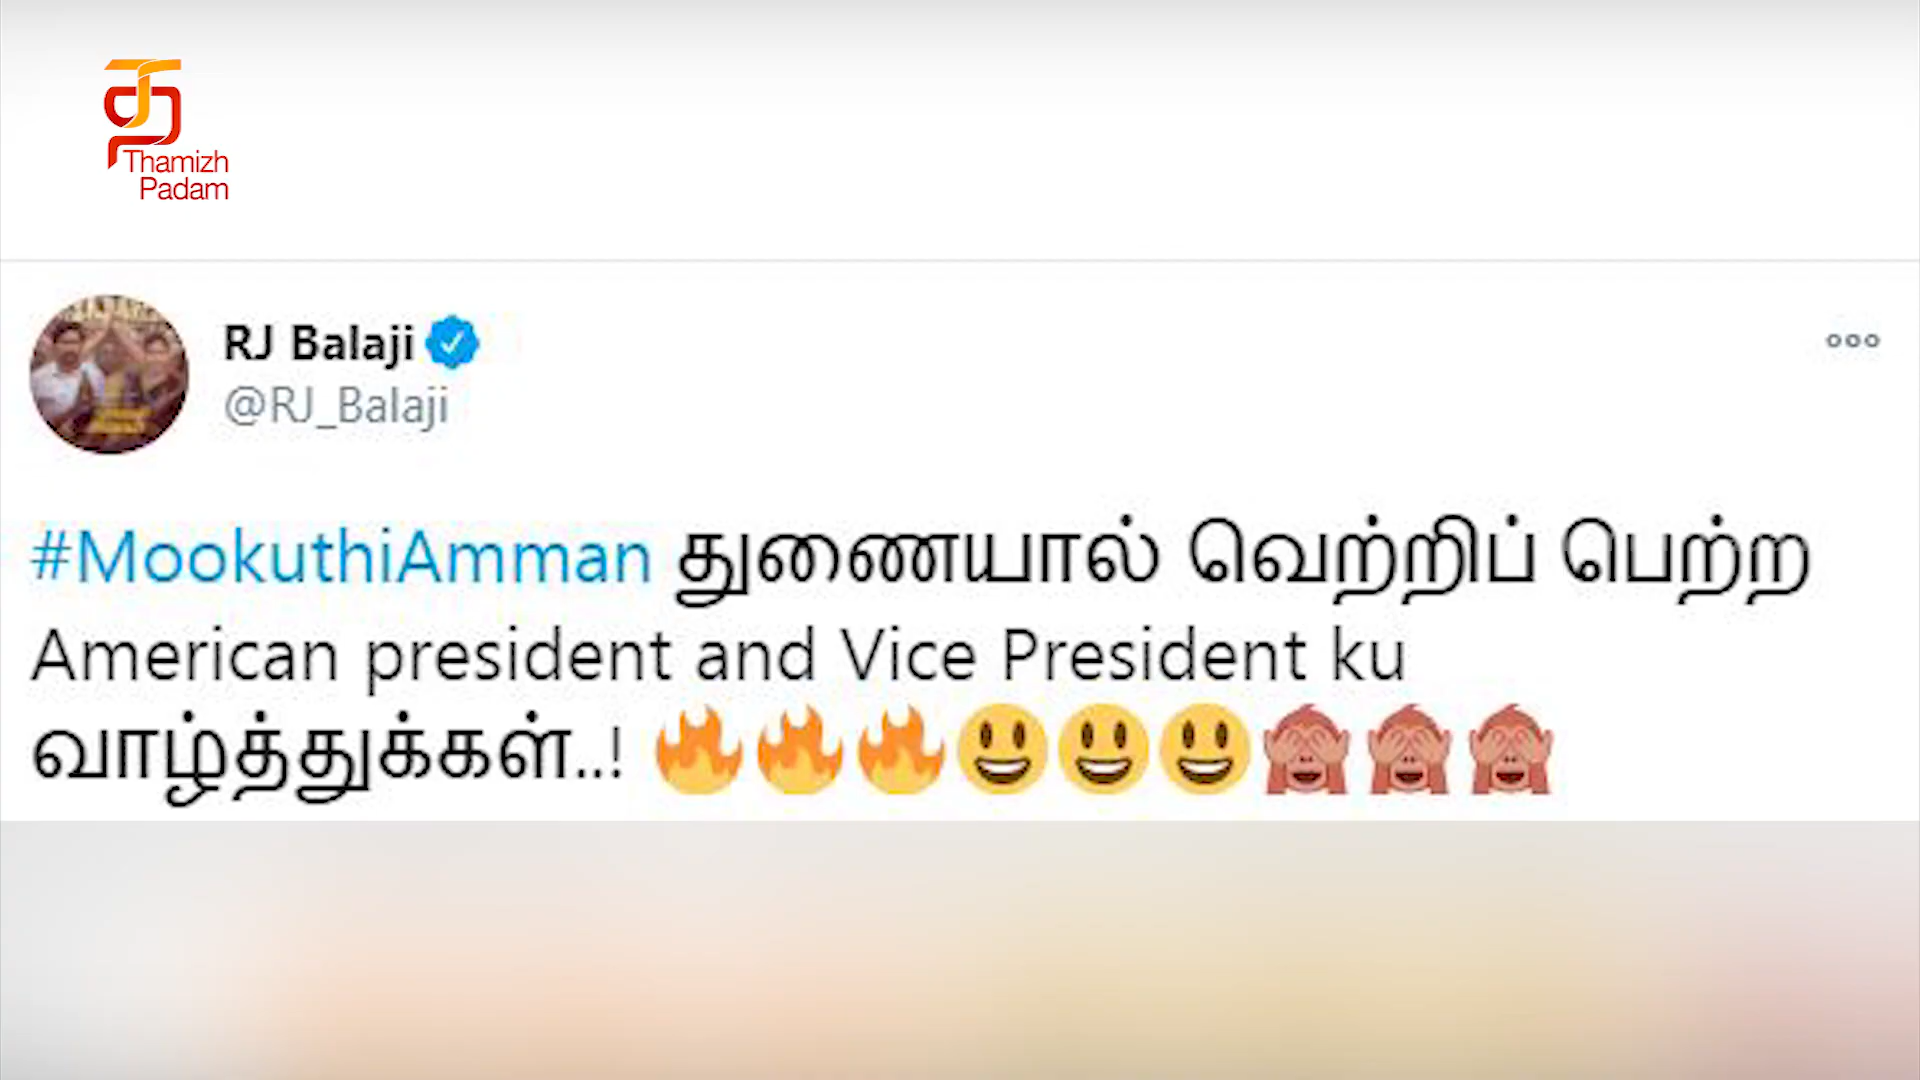 Thamizh
Padam
RJ Balaji
@RJ_Balaji
#MookuthiAmman துணையால் வெற்றிப் பெற்ற
American president and Vice President ku
வாழ்த்துக்கள்..! 🔥🔥🔥😃😃😃🙈🙈🙈